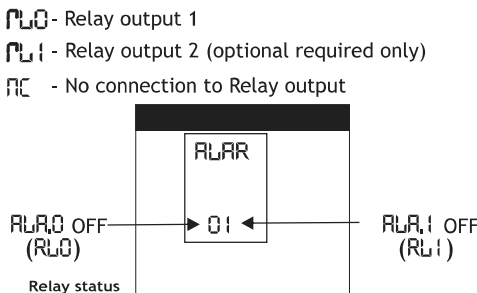 RL0 - Relay output 1
RL1 - Relay output 2 (optional required only)
NC - No connection to Relay output
ALAR
ALA.0 OFF
01
ALA.1 OFF
(RL0)
(RL1)
Relay status